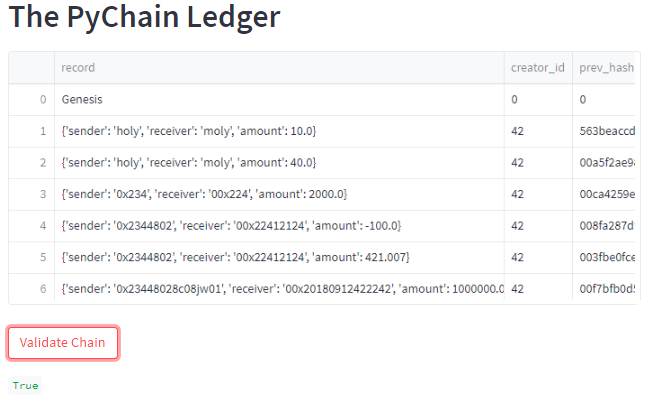 The PyChain Ledger
record creator_id prev_hash
0 Genesis 0 0
1 {'sender': 'holy', 'receiver': 'moly', 'amount': 10.0} 42 563beaccd
2 {'sender': 'holy', 'receiver': 'moly', 'amount': 40.0} 42 00a5f2ae9
3 {'sender': '0x234', 'receiver': '00x224', 'amount': 2000.0} 42 00ca4259e
4 {'sender': '0x2344802', 'receiver': '00x22412124', 'amount': -100.0} 42 008fa287d
5 {'sender': '0x2344802', 'receiver': '00x22412124', 'amount': 421.007} 42 003fbe0fce
6 {'sender': '0x23448028c08jw01', 'receiver': '00x20180912422242', 'amount': 1000000.0 42 00f7bfb0d
Validate Chain
True